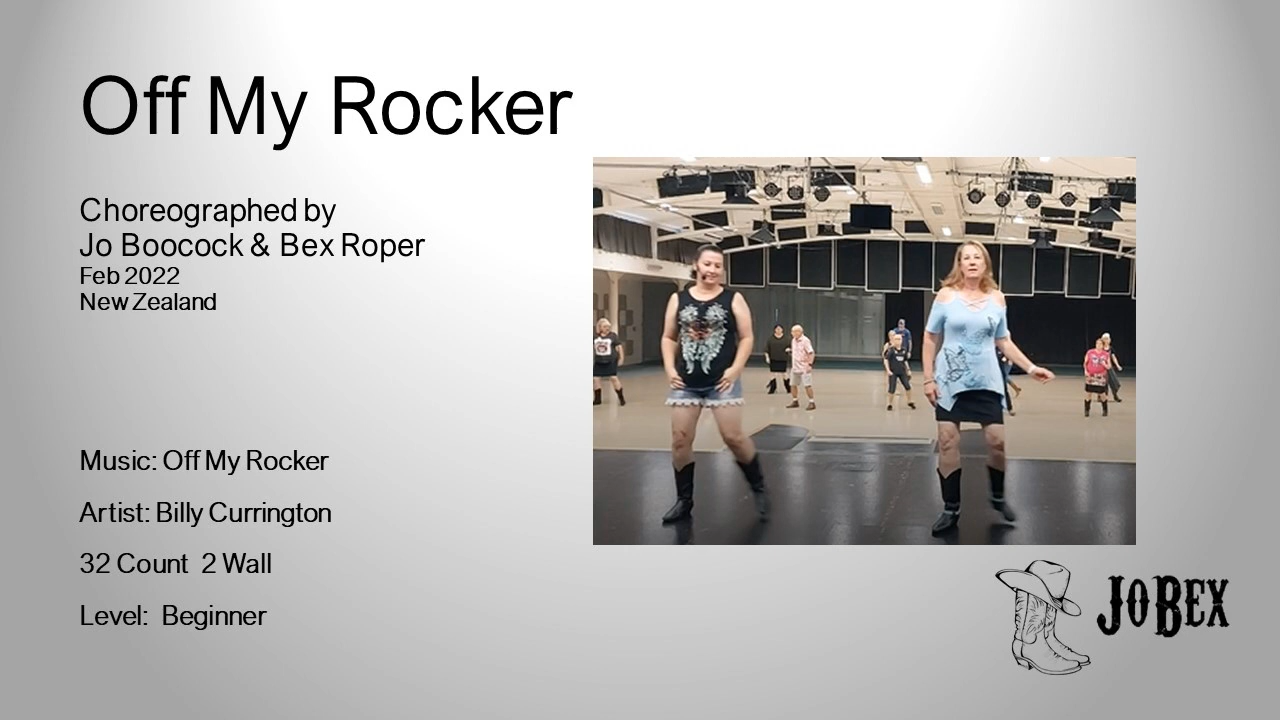 Off My Rocker
Choreographed by
Jo Boocock & Bex Roper
Feb 2022
New Zealand
Music: Off My Rocker
Artist: Billy Currington
32 Count  2 Wall
Level:  Beginner
JoBex